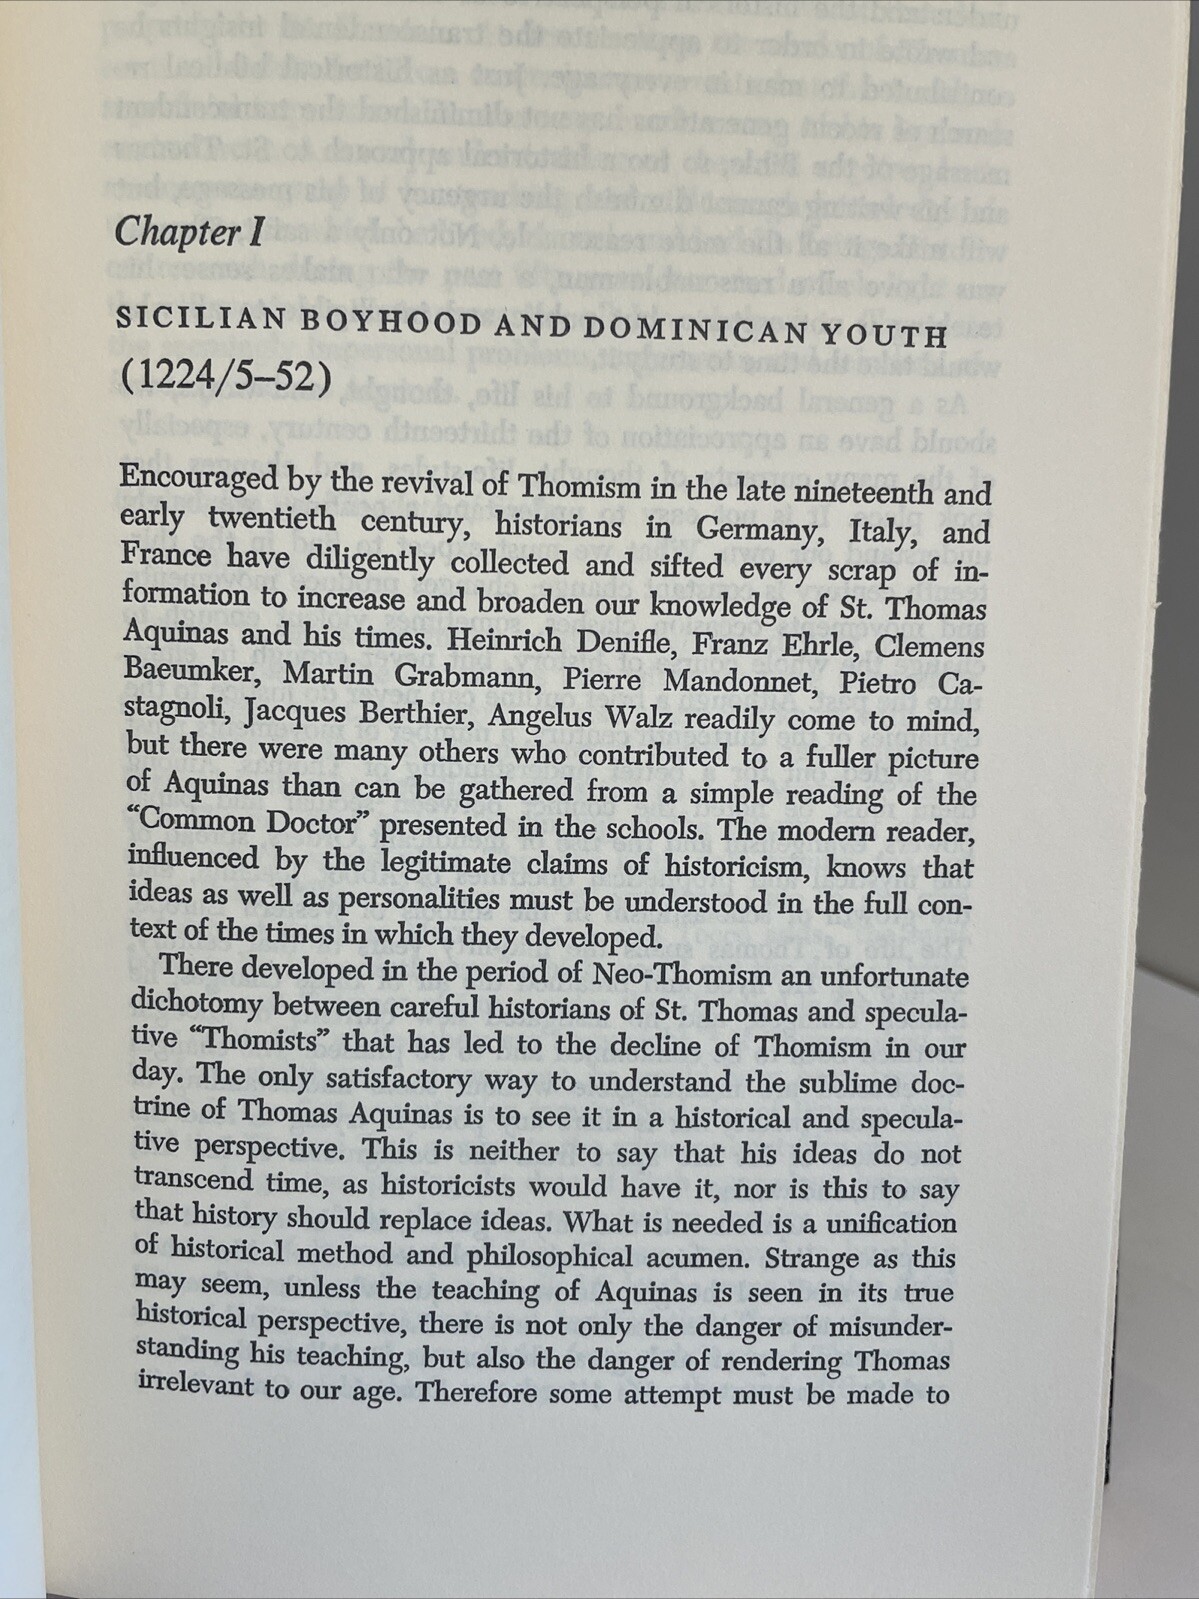 Chapter I
SICILIAN BOYHOOD AND DOMINICAN YOUTH
(1224/5–52)
Encouraged by the revival of Thomism in the late nineteenth and
early twentieth century, historians in Germany, Italy, and
France have diligently collected and sifted every scrap of in-
formation to increase and broaden our knowledge of St. Thomas
Aquinas and his times. Heinrich Denifle, Franz Ehrle, Clemens
Baeumker, Martin Grabmann, Pierre Mandonnet, Pietro Ca-
stagnoli, Jacques Berthier, Angelus Walz readily come to mind,
but there were many others who contributed to a fuller picture
of Aquinas than can be gathered from a simple reading of the
“Common Doctor” presented in the schools. The modern reader,
influenced by the legitimate claims of historicism, knows that
ideas as well as personalities must be understood in the full con-
text of the times in which they developed.
There developed in the period of Neo-Thomism an unfortunate
dichotomy between careful historians of St. Thomas and specula-
tive “Thomists” that has led to the decline of Thomism in our
day. The only satisfactory way to understand the sublime doc-
trine of Thomas Aquinas is to see it in a historical and specula-
tive perspective. This is neither to say that his ideas do not
transcend time, as historicists would have it, nor is this to say
that history should replace ideas. What is needed is a unification
of historical method and philosophical acumen. Strange as this
may seem, unless the teaching of Aquinas is seen in its true
historical perspective, there is not only the danger of misunder-
standing his teaching, but also the danger of rendering Thomas
irrelevant to our age. Therefore some attempt must be made to